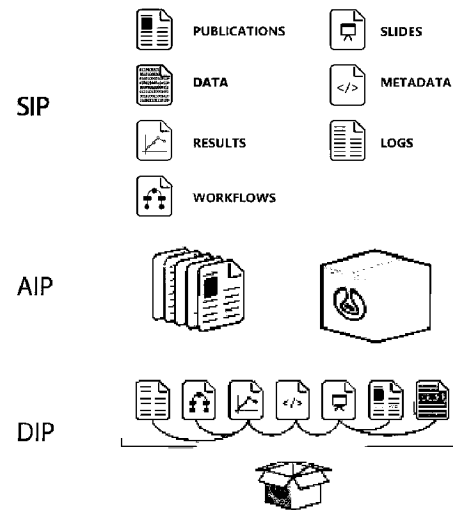 PUBLICATIONS SLIDES
DATA METADATA
SIP
RESULTS LOGS
WORKFLOWS
AIP
DIP